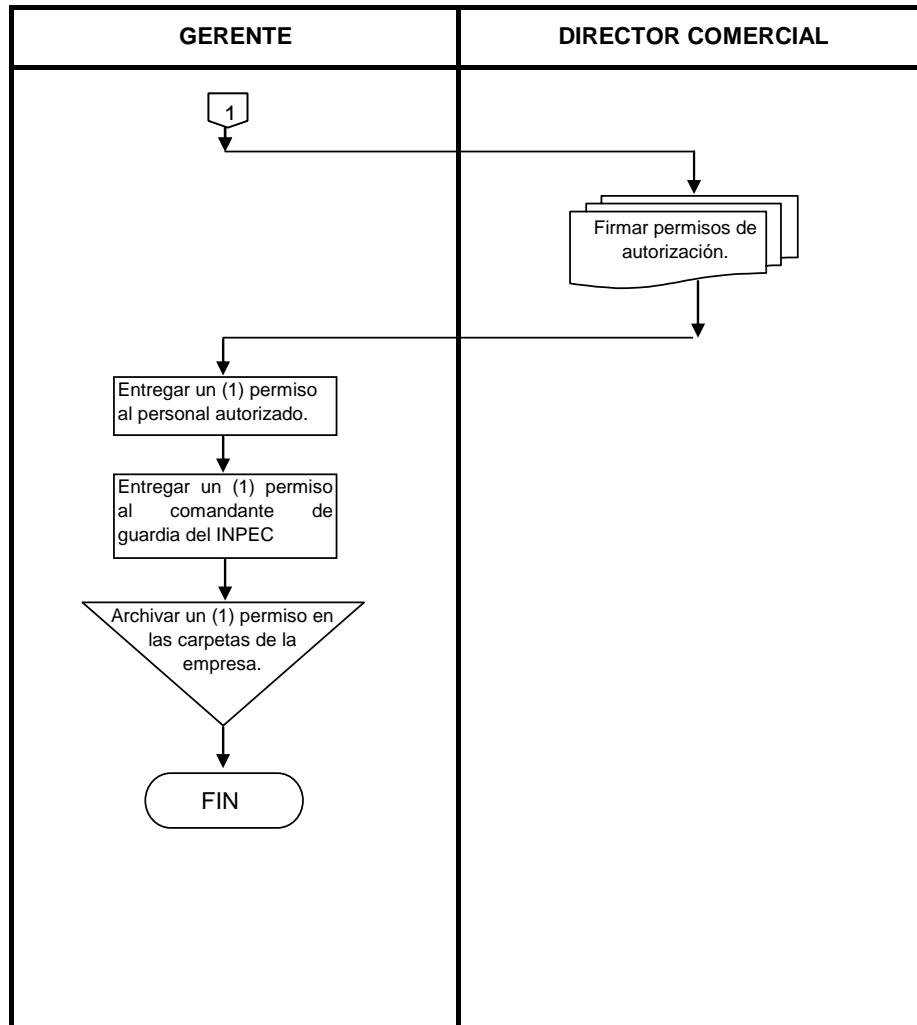 GERENTE
DIRECTOR COMERCIAL
1
Firmar permisos de
autorización.
Entregar un (1) permiso
al personal autorizado.
Entregar un (1) permiso
al comandante de
guardia del INPEC
Archivar un (1) permiso en
las carpetas de la
empresa.
FIN